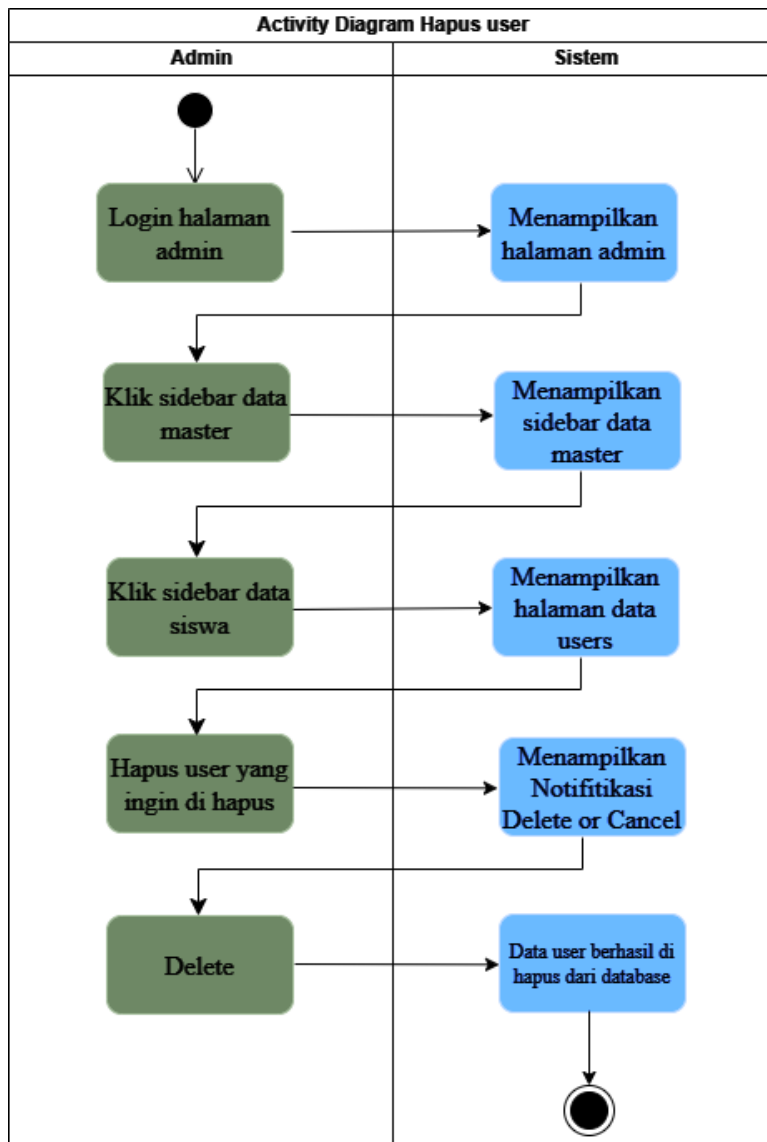 Activity Diagram Hapus user
Admin
Sistem
Login halaman
admin
Menampilkan
halaman admin
Klik sidebar data
master
Menampilkan
sidebar data
master
Klik sidebar data
siswa
Menampilkan
halaman data
users
Hapus user yang
ingin di hapus
Menampilkan
Notifitikasi
Delete or Cancel
Delete
Data user berhasil di
hapus dari database